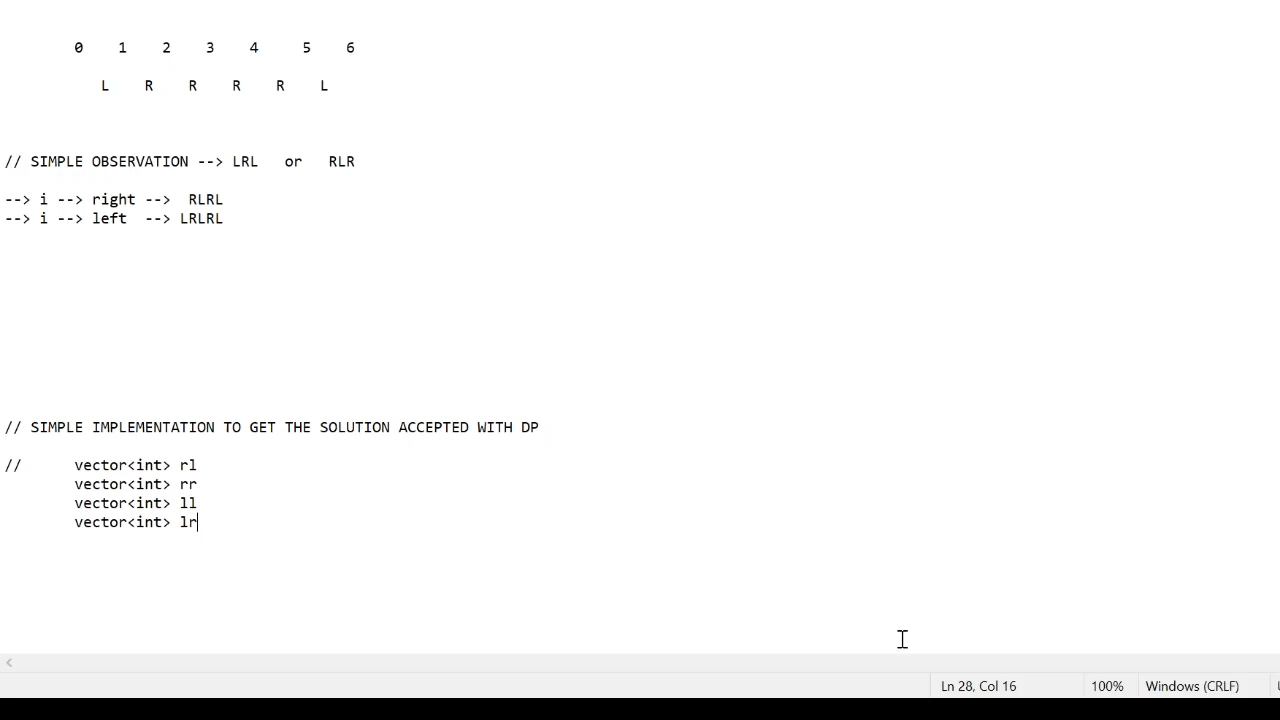 0 1 2 3 4 5 6
L R R R R L
// SIMPLE OBSERVATION --> LRL or RLR
--> i --> right --> RLRL
--> i --> left --> LRLRL
// SIMPLE IMPLEMENTATION TO GET THE SOLUTION ACCEPTED WITH DP
// vector<int> rl
vector<int> rr
vector<int> ll
vector<int> lr
Ln 28, Col 16 100% Windows (CRLF)